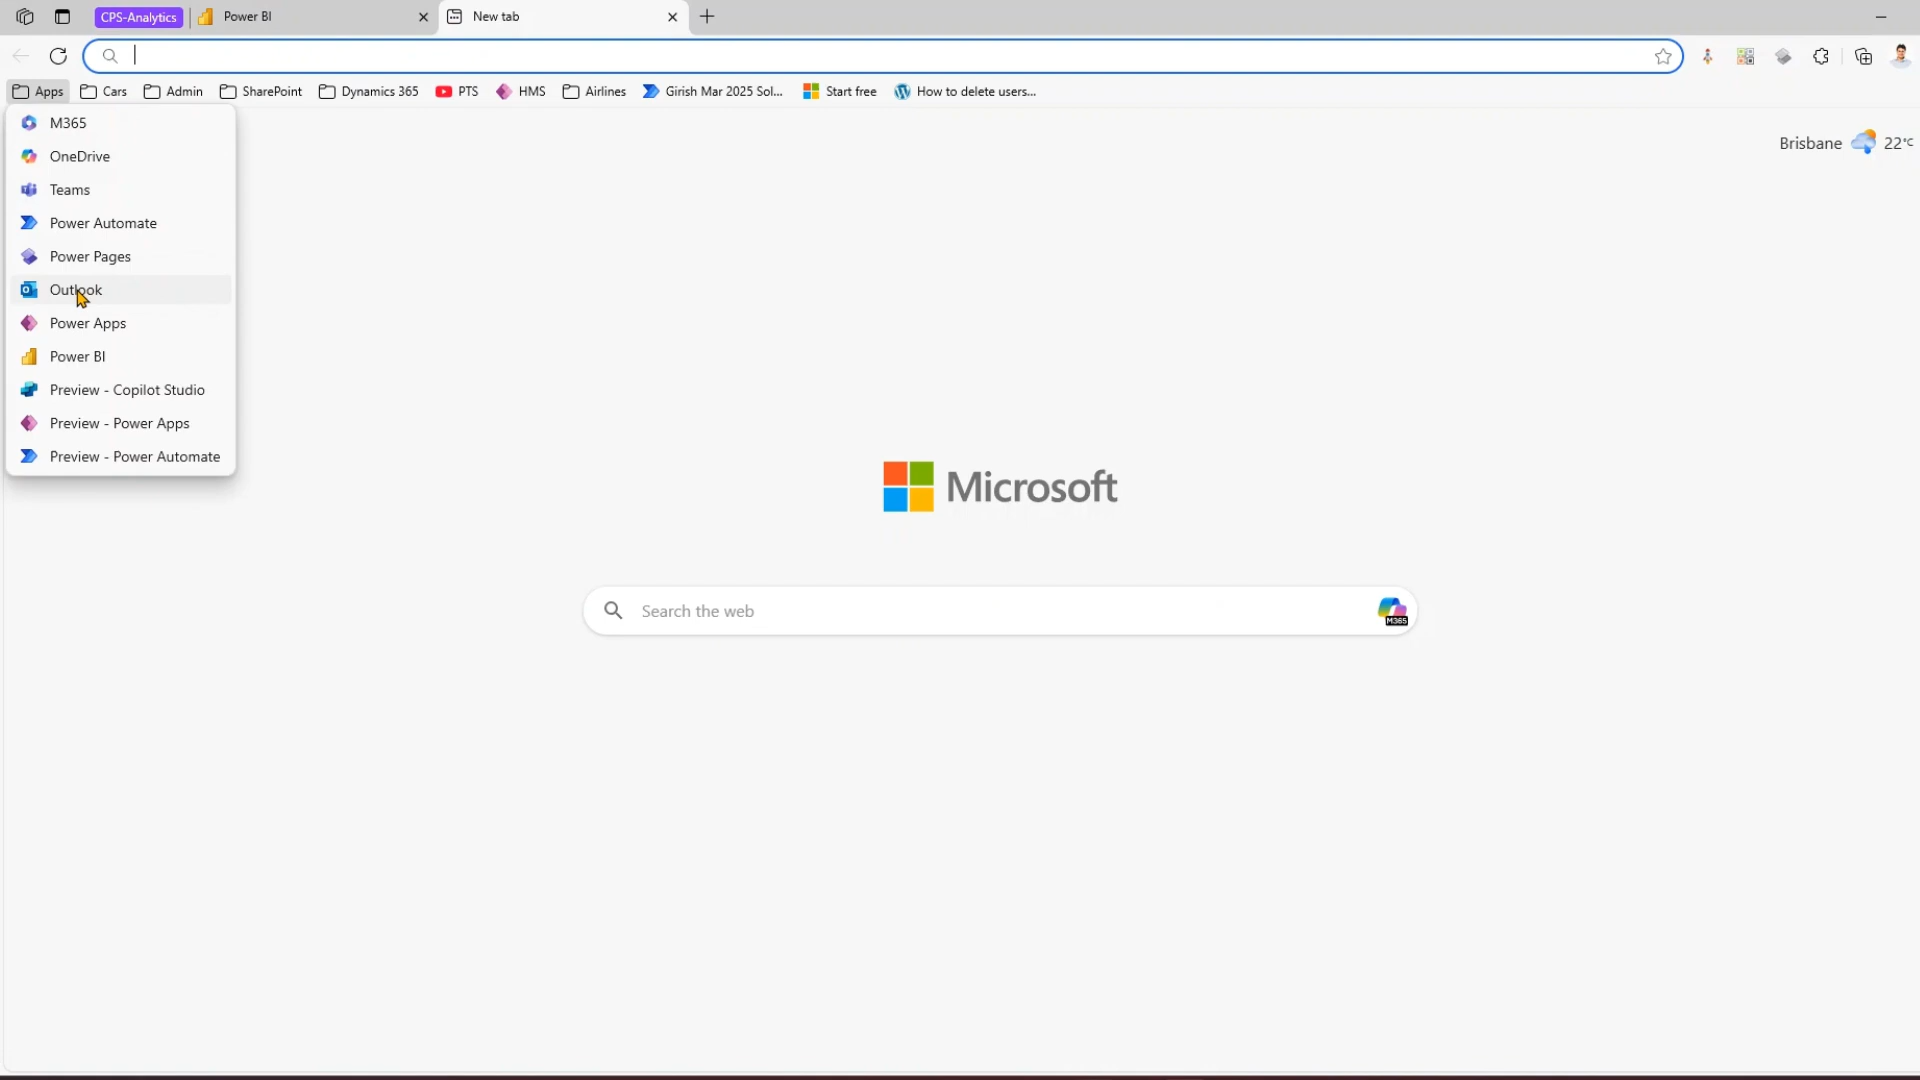 CPS-Analytics Power BI New tab
Apps Cars Admin SharePoint Dynamics 365 PTS HMS Airlines Girish Mar 2025 Sol... Start free How to delete users...
M365
Brisbane 22°C
OneDrive
Teams
Power Automate
Power Pages
Outlook
Power Apps
Power BI
Preview - Copilot Studio
Preview - Power Apps
Preview - Power Automate
Microsoft
Search the web
M365